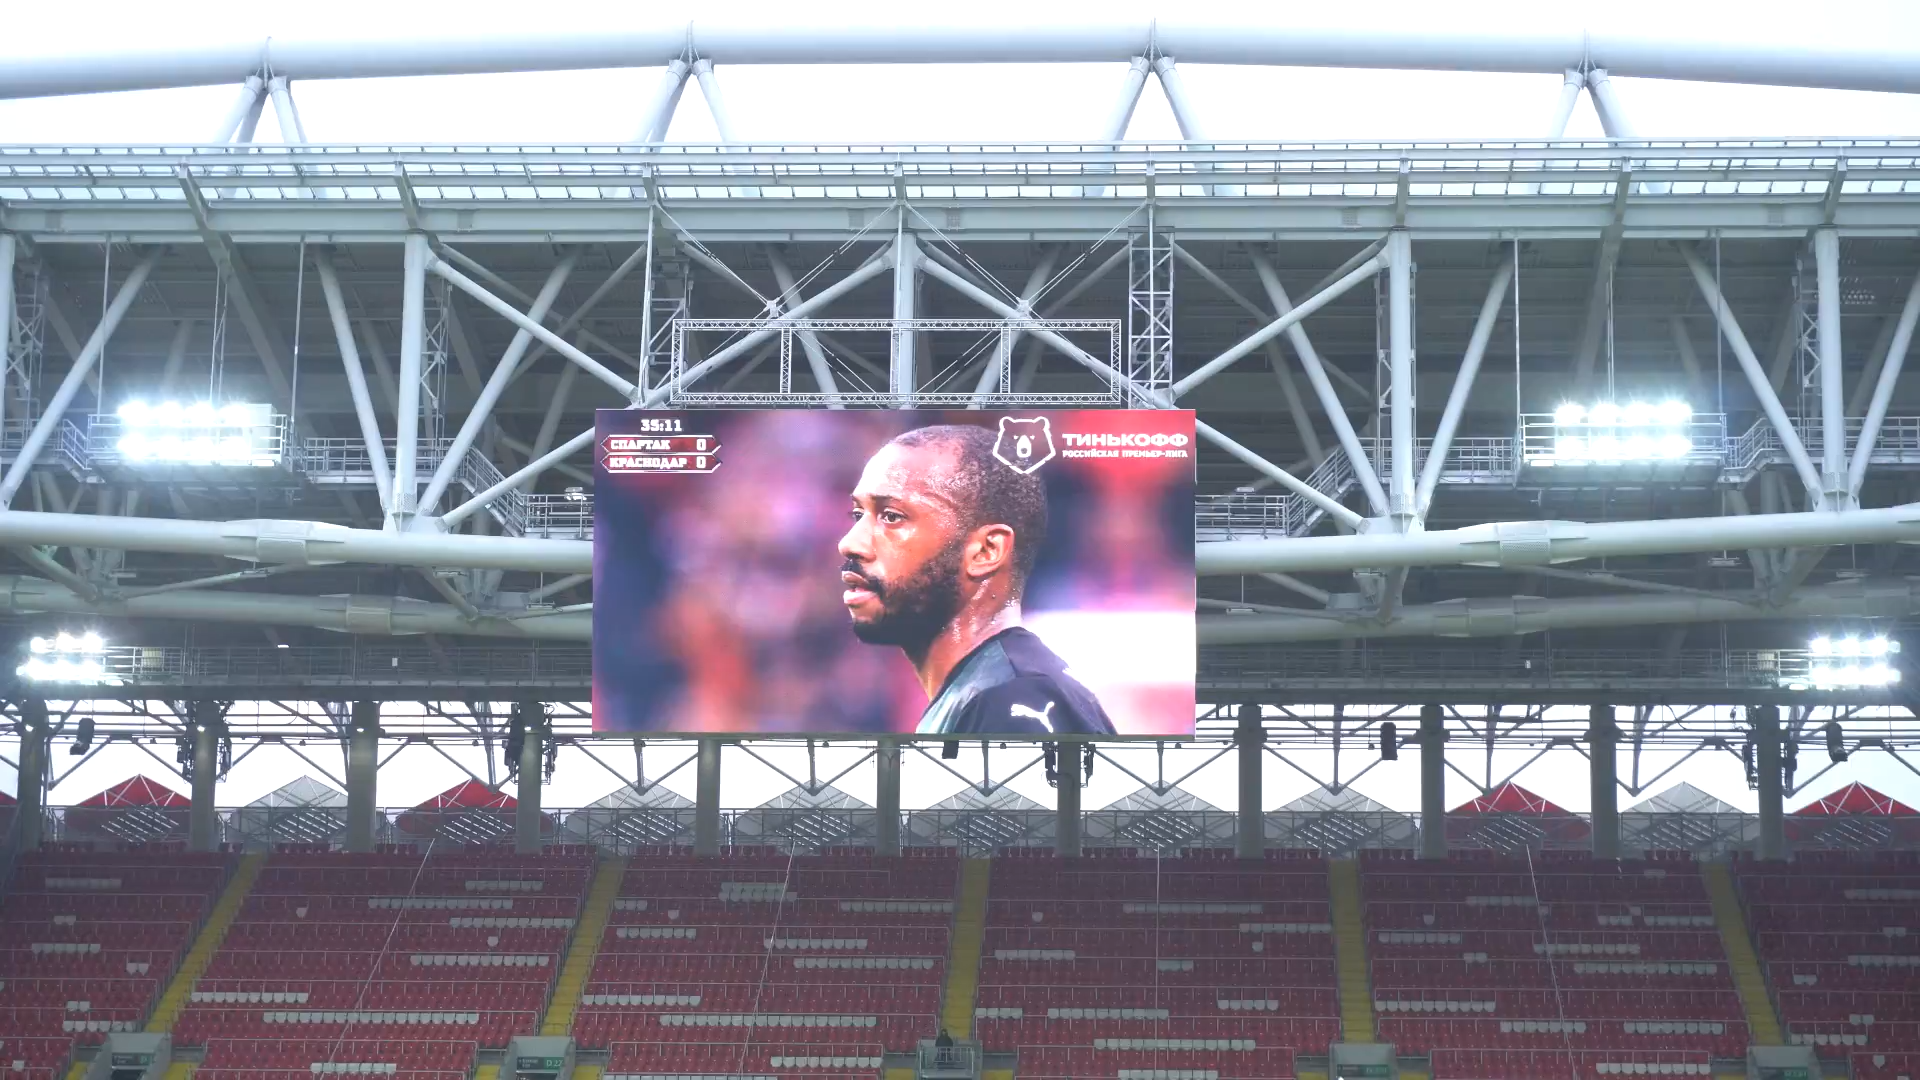 35:11
СПАРТАК 0
КРАСНОДАР 0
ТИНЬКОФФ
РОССИЙСКАЯ ПРЕМЬЕР-ЛИГА